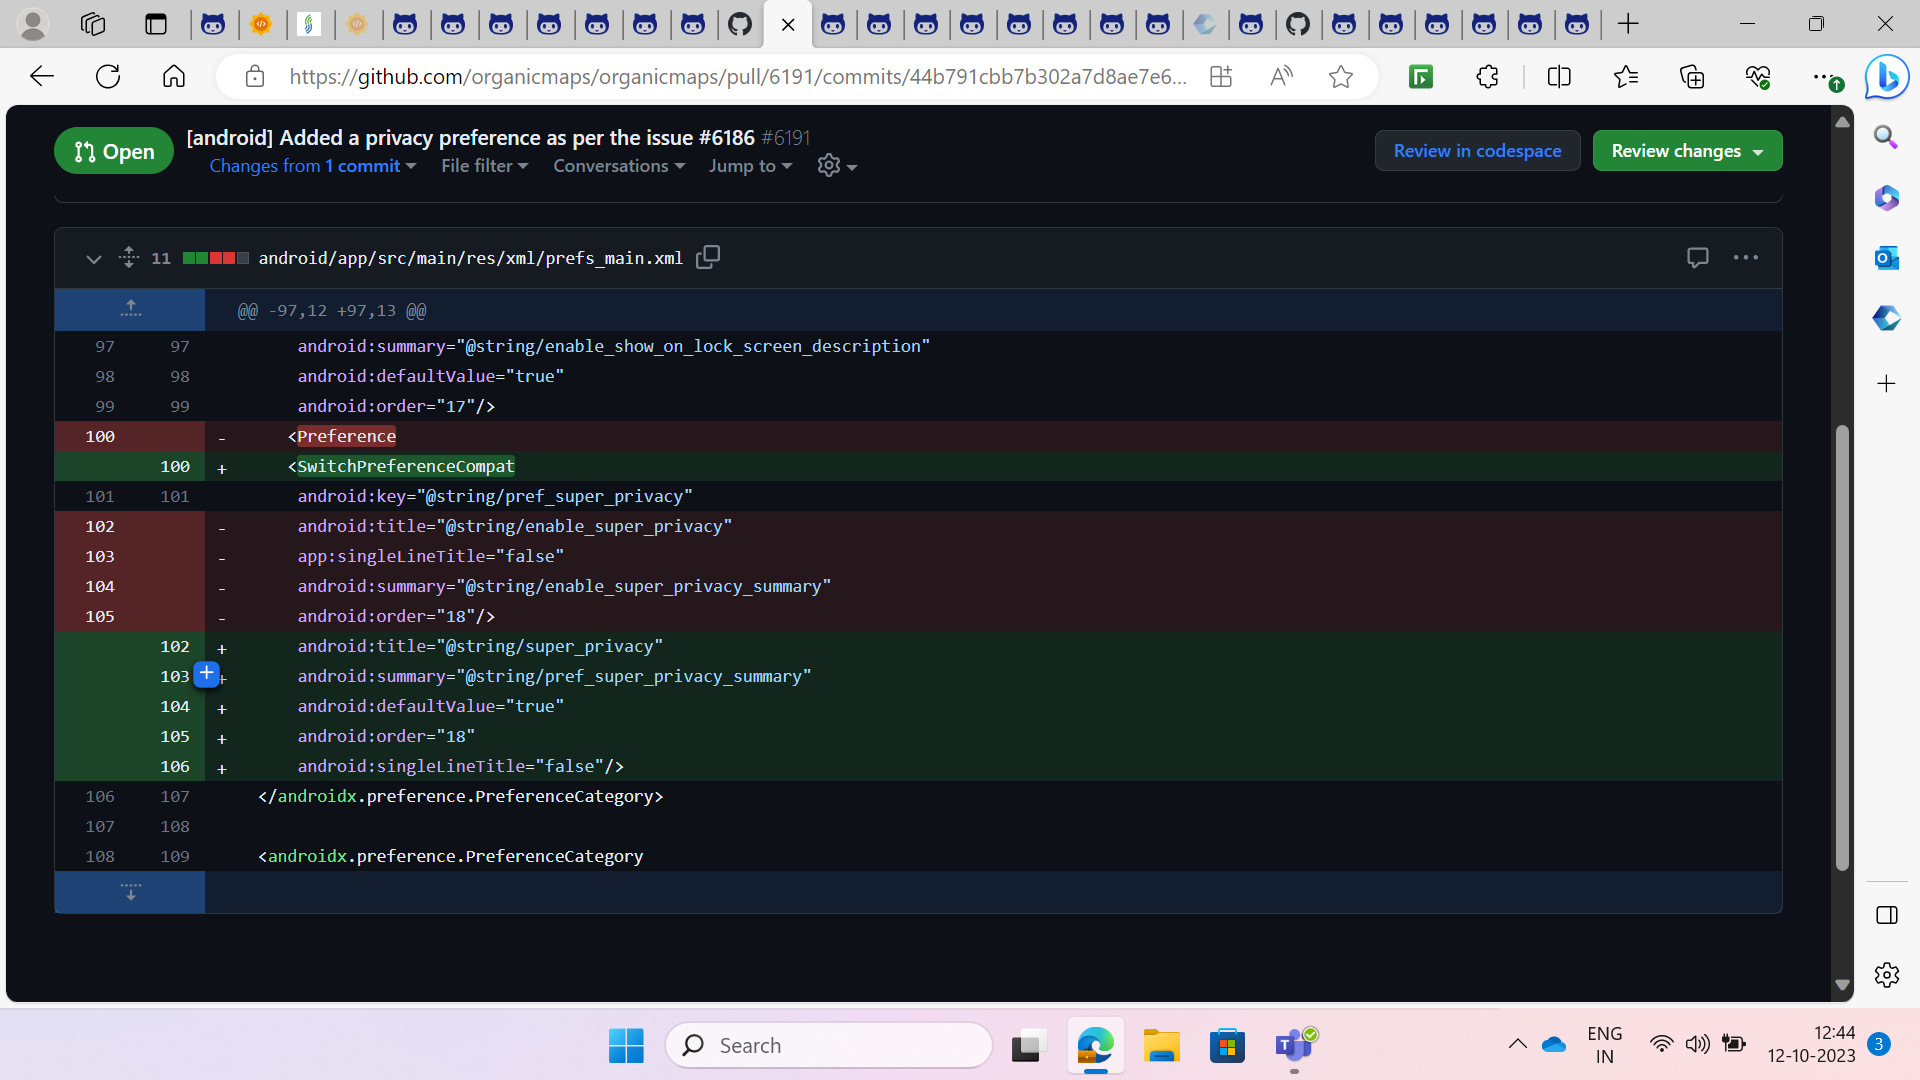 https://github.com/organicmaps/organicmaps/pull/6191/commits/44b791cbb7b302a7d8ae7e6...
Open
[android] Added a privacy preference as per the issue #6186 #6191
Changes from 1 commit
File filter
Conversations
Jump to
Review in codespace
Review changes
11
android/app/src/main/res/xml/prefs_main.xml
@@ -97,12 +97,13 @@
97 97 android:summary="@string/enable_show_on_lock_screen_description"
98 98 android:defaultValue="true"
99 99 android:order="17"/>
100 - <Preference
100 + <SwitchPreferenceCompat
101 101 android:key="@string/pref_super_privacy"
102 - android:title="@string/enable_super_privacy"
103 - app:singleLineTitle="false"
104 - android:summary="@string/enable_super_privacy_summary"
105 - android:order="18"/>
102 + android:title="@string/super_privacy"
103 + android:summary="@string/pref_super_privacy_summary"
104 + android:defaultValue="true"
105 + android:order="18"
106 + android:singleLineTitle="false"/>
106 107 </androidx.preference.PreferenceCategory>
107 108
108 109 <androidx.preference.PreferenceCategory
Search
ENG
IN
12:44
12-10-2023
3